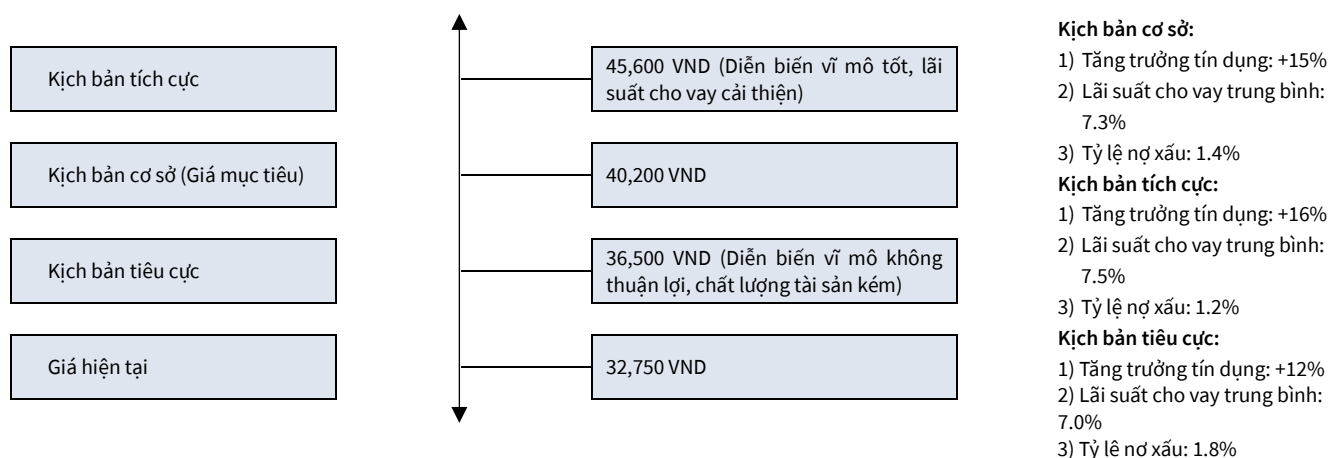 Kịch bản tích cực
45,600 VND (Diễn biến vĩ mô tốt, lãi
suất cho vay cải thiện)
Kịch bản cơ sở (Giá mục tiêu)
40,200 VND
Kịch bản tiêu cực
36,500 VND (Diễn biến vĩ mô không
thuận lợi, chất lượng tài sản kém)
Giá hiện tại
32,750 VND
Kịch bản cơ sở:
1) Tăng trưởng tín dụng: +15%
2) Lãi suất cho vay trung bình:
7.3%
3) Tỷ lệ nợ xấu: 1.4%
Kịch bản tích cực:
1) Tăng trưởng tín dụng: +16%
2) Lãi suất cho vay trung bình:
7.5%
3) Tỷ lệ nợ xấu: 1.2%
Kịch bản tiêu cực:
1) Tăng trưởng tín dụng: +12%
2) Lãi suất cho vay trung bình:
7.0%
3) Tỷ lệ nợ xấu: 1.8%